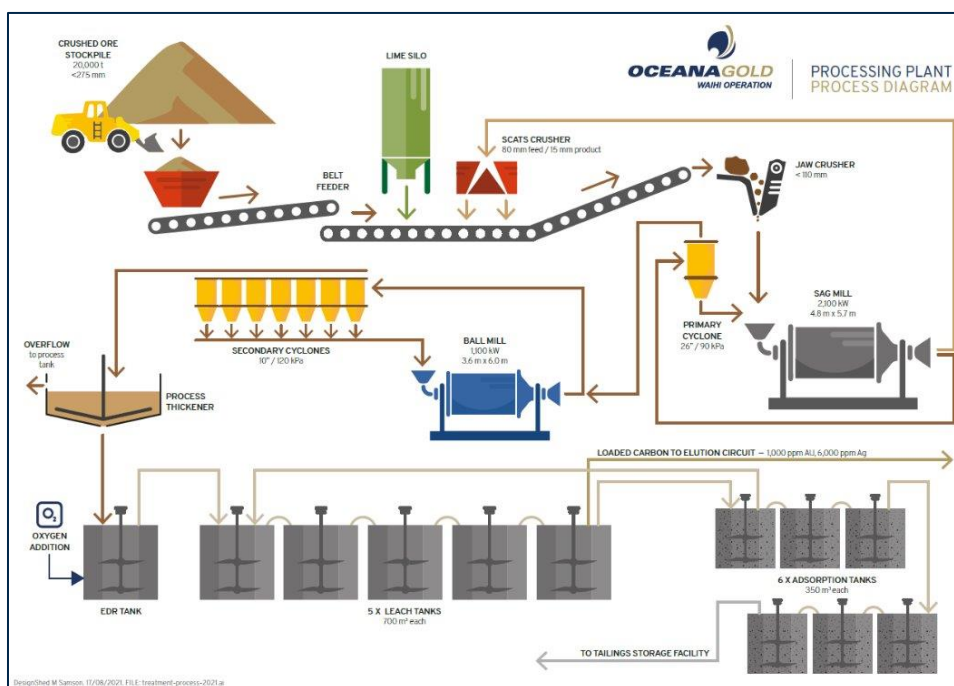 CRUSHED ORE
STOCKPILE
20,000 t
<275 mm
LIME SILO
OCEANAGOLD
WAIHI OPERATION
PROCESSING PLANT
PROCESS DIAGRAM
SCATS CRUSHER
80 mm feed / 15 mm product
BELT
FEEDER
JAW CRUSHER
< 110 mm
SAG MILL
2,100 kW
4.8 m x 5.7 m
PRIMARY
CYCLONE
26" / 90 kPa
SECONDARY CYCLONES
10" / 120 kPa
BALL MILL
1,100 kW
3.6 m x 6.0 m
OVERFLOW
to process
tank
PROCESS
THICKENER
LOADED CARBON TO ELUTION CIRCUIT – 1,000 ppm AU, 6,000 ppm Ag
O₂
OXYGEN
ADDITION
EDR TANK
5 X LEACH TANKS
700 m³ each
6 X ADSORPTION TANKS
350 m³ each
TO TAILINGS STORAGE FACILITY
DesignShed M Samson. 17/08/2021. FILE: treatment-process-2021.ai